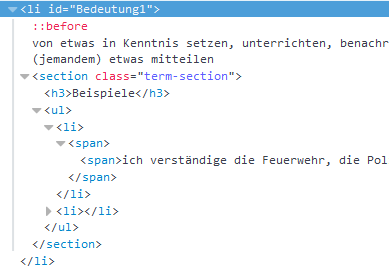 <li id="Bedeutung1">
::before
von etwas in Kenntnis setzen, unterrichten, benachr
(jemandem) etwas mitteilen
<section class="term-section">
<h3>Beispiele</h3>
<ul>
<li>
<span>
<span>ich verständige die Feuerwehr, die Pol
</span>
</li>
<li></li>
</ul>
</section>
</li>